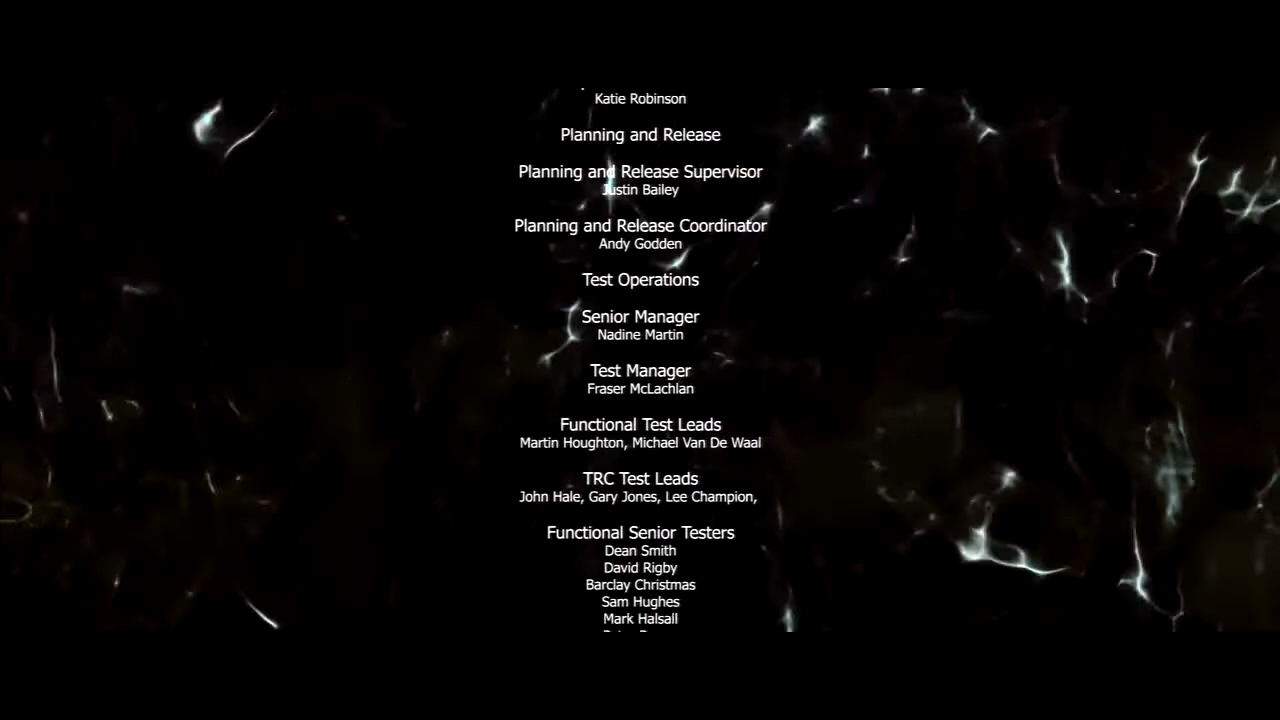 Katie Robinson
Planning and Release
Planning and Release Supervisor
Justin Bailey
Planning and Release Coordinator
Andy Godden
Test Operations
Senior Manager
Nadine Martin
Test Manager
Fraser McLachlan
Functional Test Leads
Martin Houghton, Michael Van De Waal
TRC Test Leads
John Hale, Gary Jones, Lee Champion,
Functional Senior Testers
Dean Smith
David Rigby
Barclay Christmas
Sam Hughes
Mark Halsall